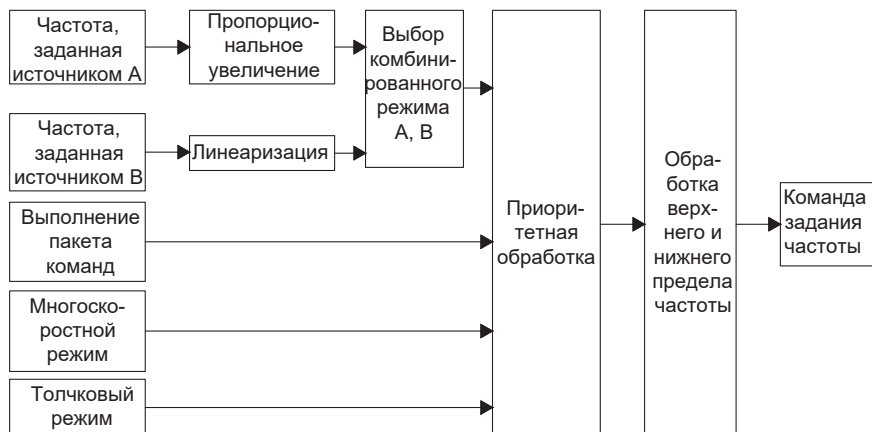 Частота,
заданная
источником А
Пропорцио-
нальное
увеличение
Выбор
комбини-
рованного
режима
А, В
Частота,
заданная
источником В
Линеаризация
Выполнение
пакета
команд
Многоско-
ростной
режим
Толчковый
режим
Приори-
тетная
обработка
Обра-
ботка
верх-
него и
нижнего
предела
частоты
Команда
задания
частоты